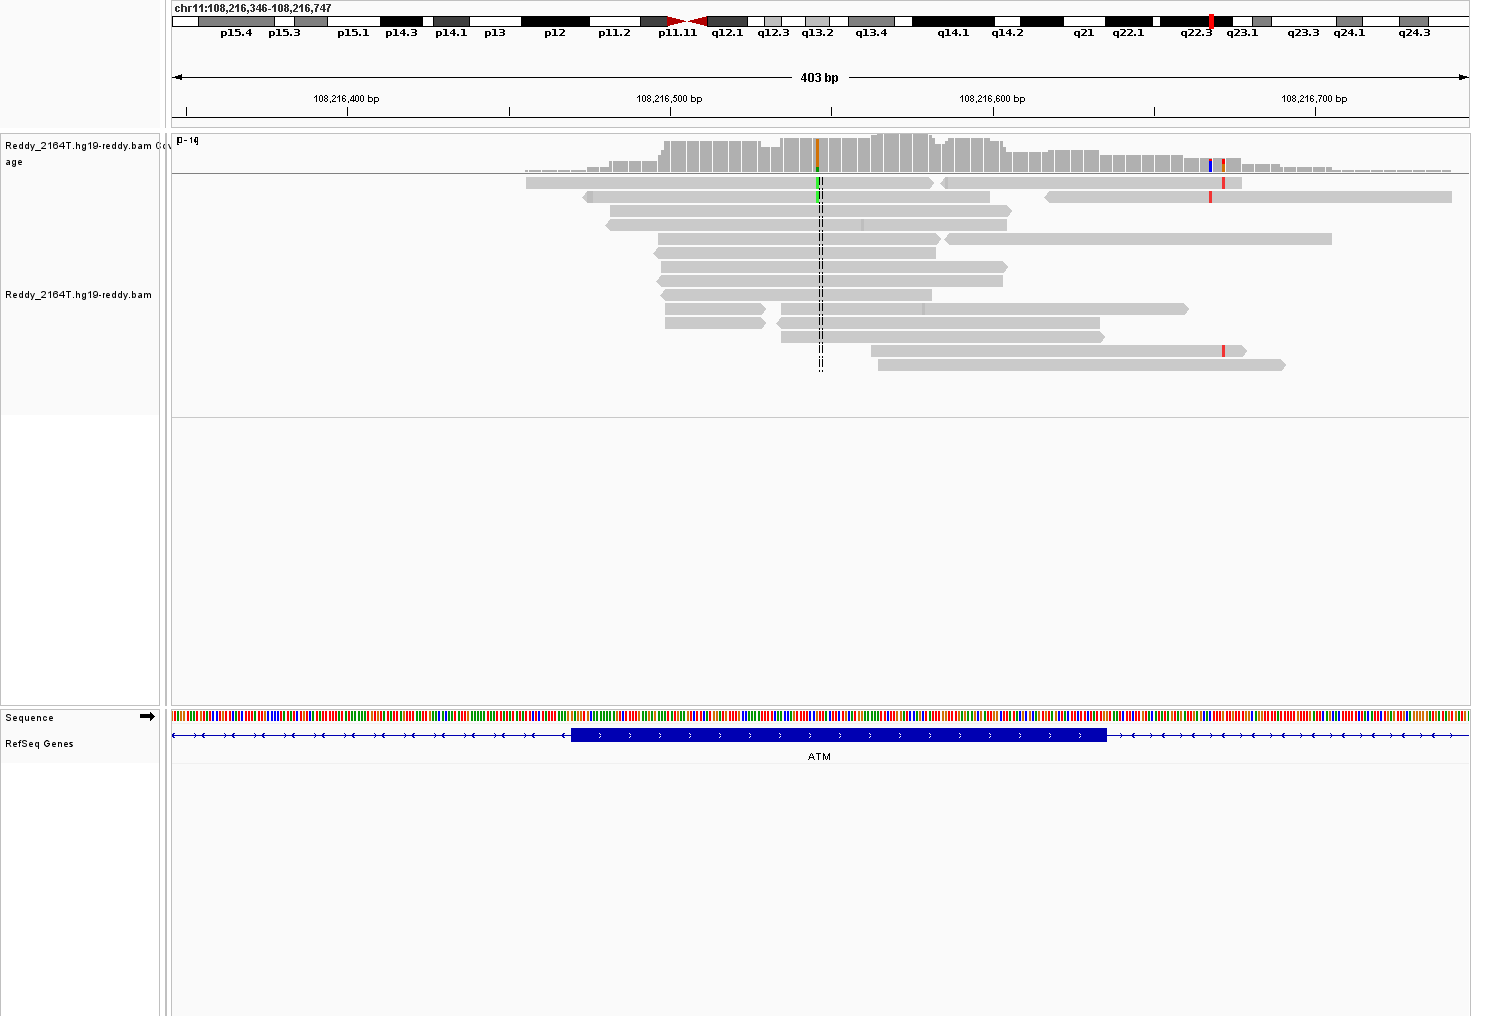 chr11:108,216,346-108,216,747
p15.4 p15.3 p15.1 p14.3 p14.1 p13 p12 p11.2 p11.11 q12.1 q12.3 q13.2 q13.4 q14.1 q14.2 q21 q22.1 q22.3 q23.1 q23.3 q24.1 q24.3
403 bp
108,216,400 bp 108,216,500 bp 108,216,600 bp 108,216,700 bp
Reddy_2164T.hg19-reddy.bam Cov
age
Reddy_2164T.hg19-reddy.bam
Sequence
RefSeq Genes
ATM